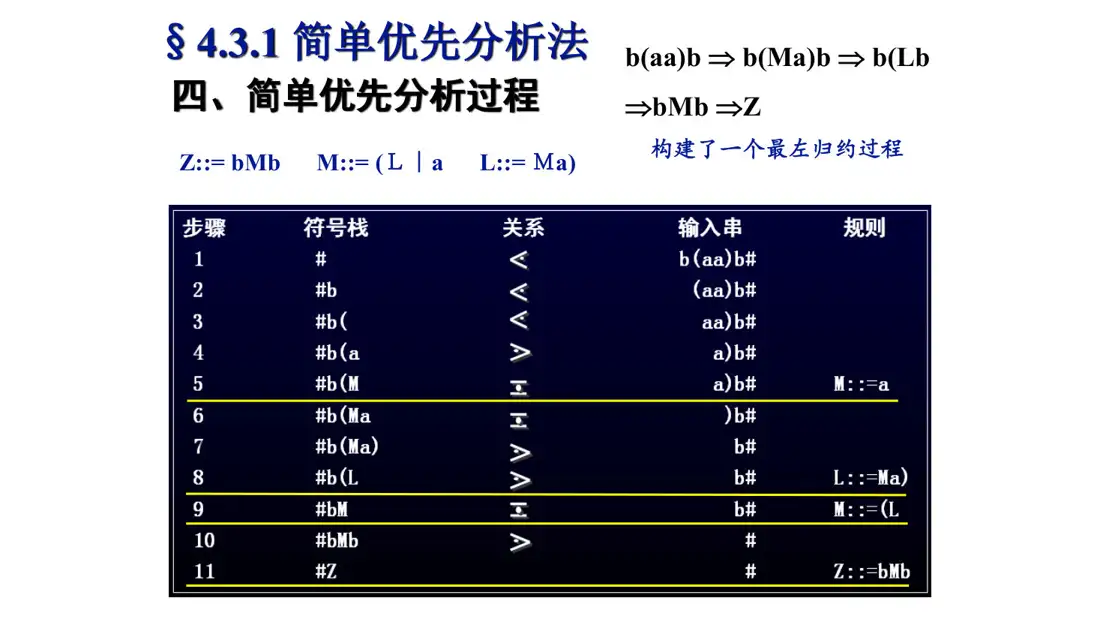 § 4.3.1 简单优先分析法
四、简单优先分析过程
b(aa)b ⇒ b(Ma)b ⇒ b(Lb
⇒bMb ⇒Z
构建了一个最左归约过程
Z::= bMb M::= (L | a L::= Ma)
步骤 符号栈 关系 输入串 规则
1 # ⋖ b(aa)b#
2 #b ⋖ (aa)b#
3 #b( ⋖ aa)b#
4 #b(a ⋗ a)b#
5 #b(M ≐ a)b# M::=a
6 #b(Ma ≐ )b#
7 #b(Ma) ⋗ b#
8 #b(L ⋗ b# L::=Ma)
9 #bM ≐ b# M::=(L
10 #bMb ⋗ #
11 #Z # Z::=bMb